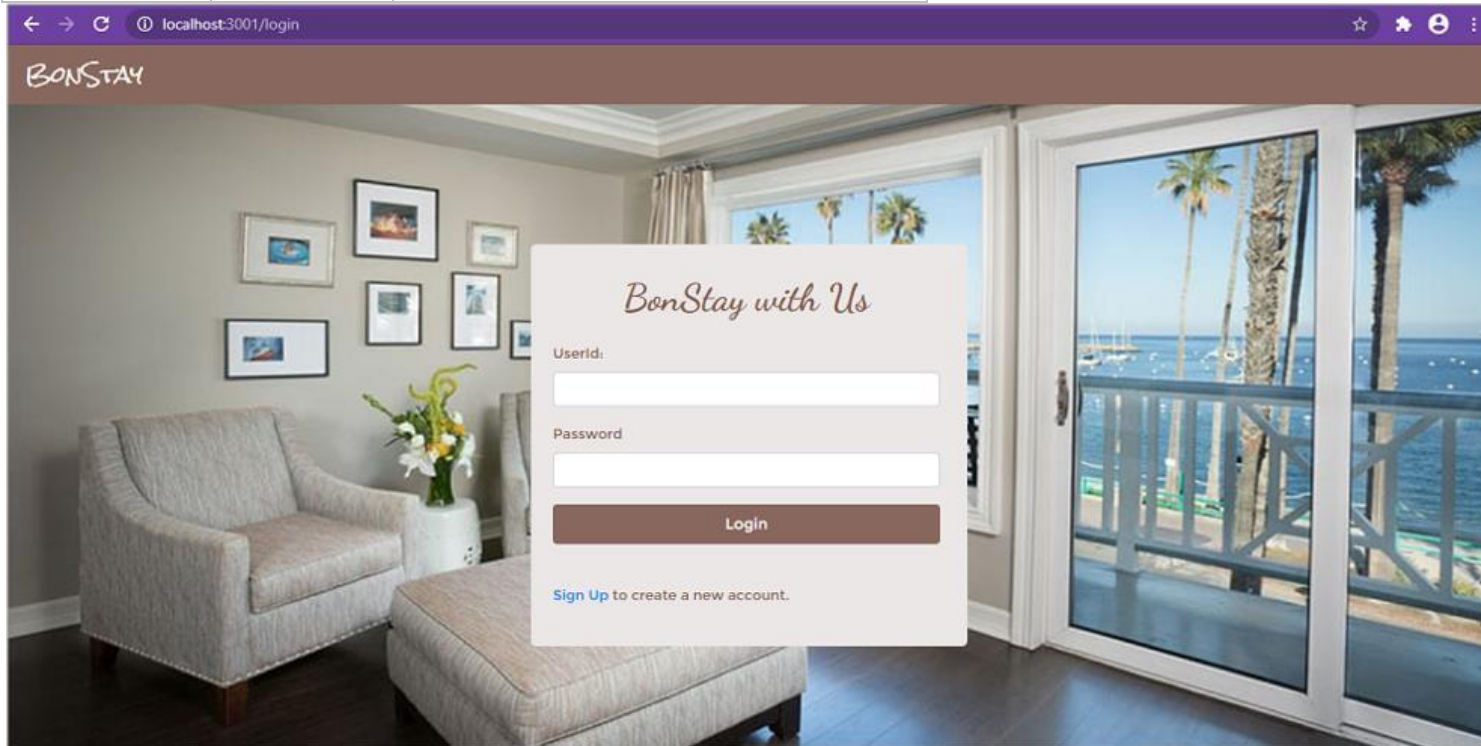 localhost:3001/login
BonStay
BonStay with Us
UserId:
Password
Login
Sign Up to create a new account.